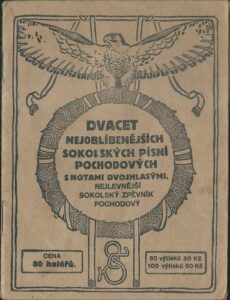 DVACET
NEJOBLÍBENĚJŠÍCH
SOKOLSKÝCH PÍSNÍ
POCHODOVÝCH
S NOTAMI DVOJHLASÝMI.
NEJLEVNĚJŠÍ
SOKOLSKÝ ZPĚVNÍK
POCHODOVÝ
CENA
60 haléřů.
50 výtisků 30 Kč
100 výtisků 50 Kč